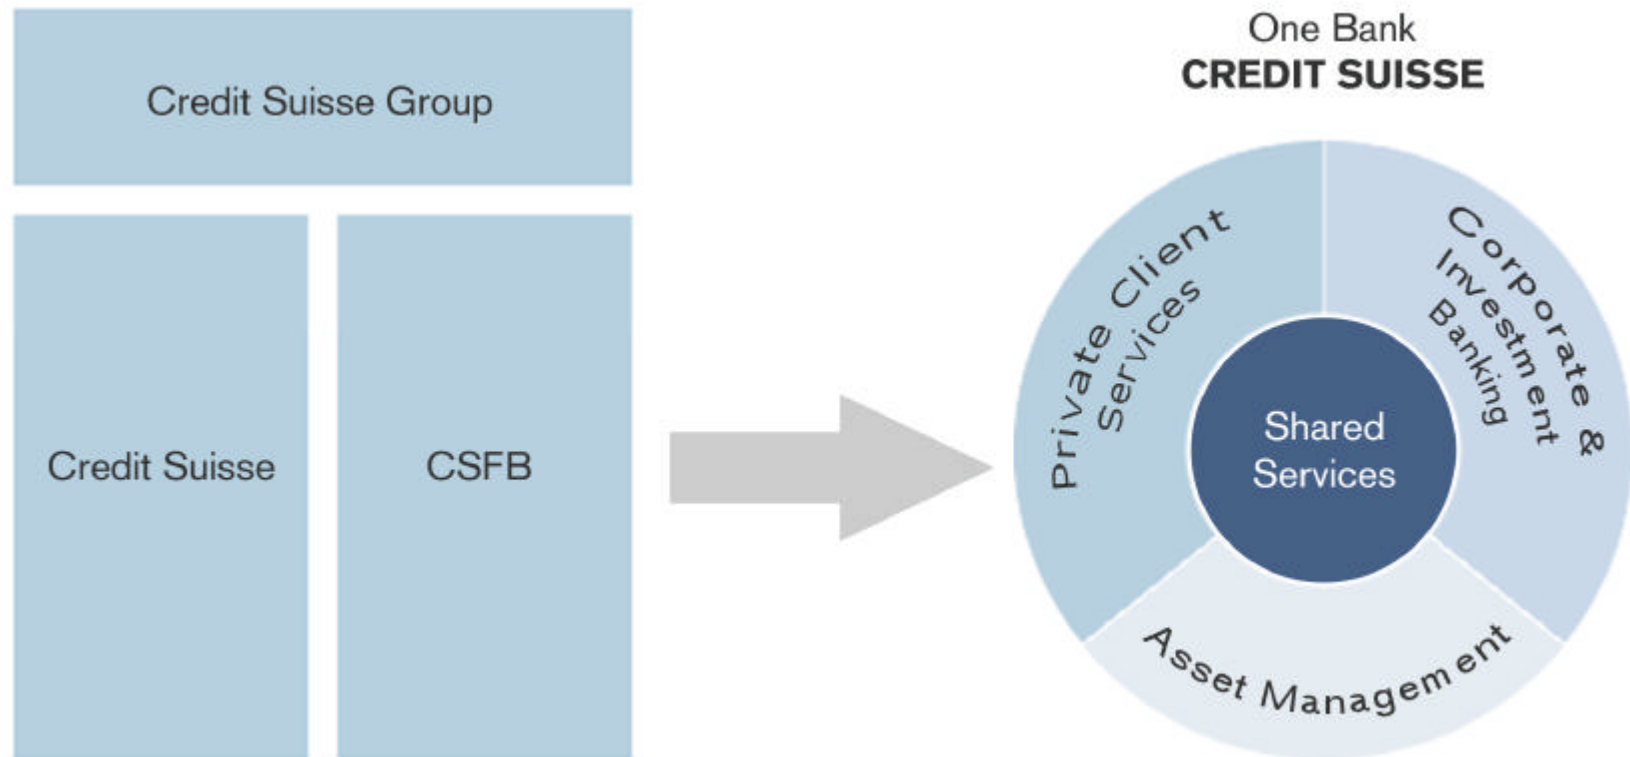 Credit Suisse Group
Credit Suisse
CSFB
One Bank
CREDIT SUISSE
Private Client
Services
Corporate &
Investment
Banking
Shared
Services
Asset Management